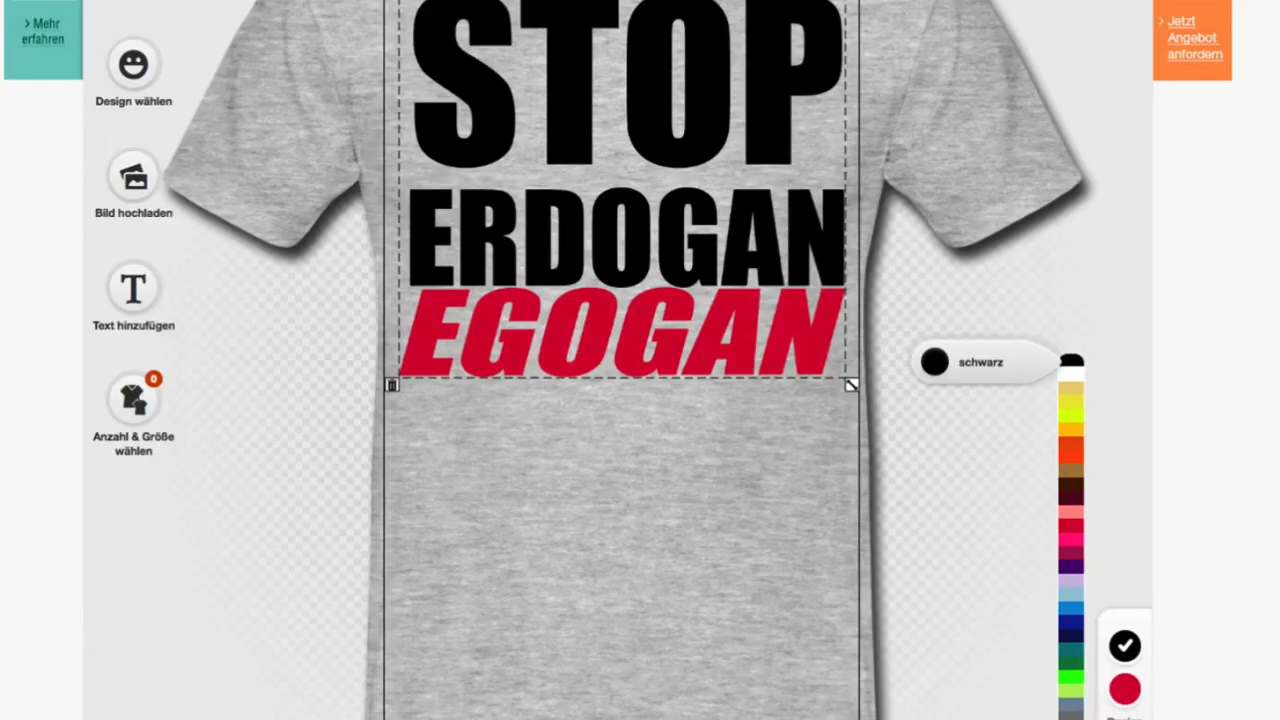 > Mehr
erfahren
> Jetzt
Angebot
anfordern
Design wählen
Bild hochladen
T
Text hinzufügen
0
Anzahl & Größe
wählen
STOP
ERDOGAN
EGOGAN
schwarz